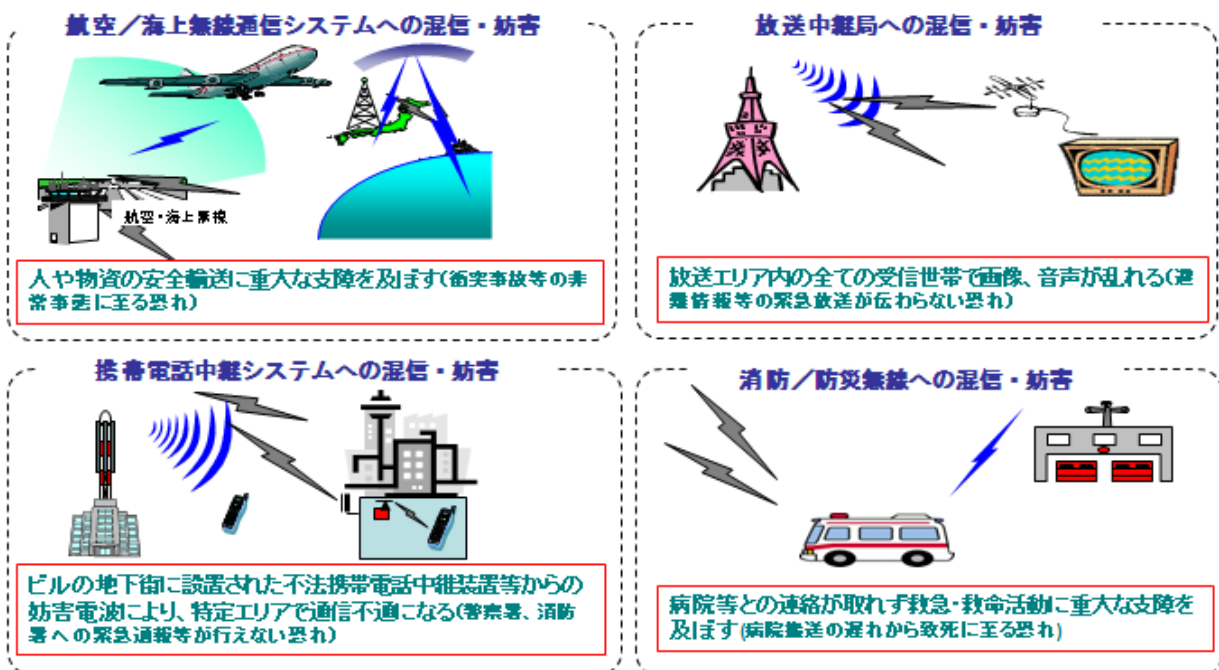 航空／海上無線通信システムへの混信・妨害
航空・海上無線
人や物資の安全輸送に重大な支障を及ぼす(衝突事故等の非
常事態に至る恐れ)
放送中継局への混信・妨害
放送エリア内の全ての受信世帯で画像、音声が乱れる(避
難情報等の緊急放送が伝わらない恐れ)
携帯電話中継システムへの混信・妨害
ビルの地下街に設置された不法携帯電話中継装置等からの
妨害電波により、特定エリアで通信不通になる(警察署、消防
署への緊急通報等が行えない恐れ)
消防／防災無線への混信・妨害
病院等との連絡が取れず救急・救命活動に重大な支障を
及ぼす(病院搬送の遅れから致死に至る恐れ)